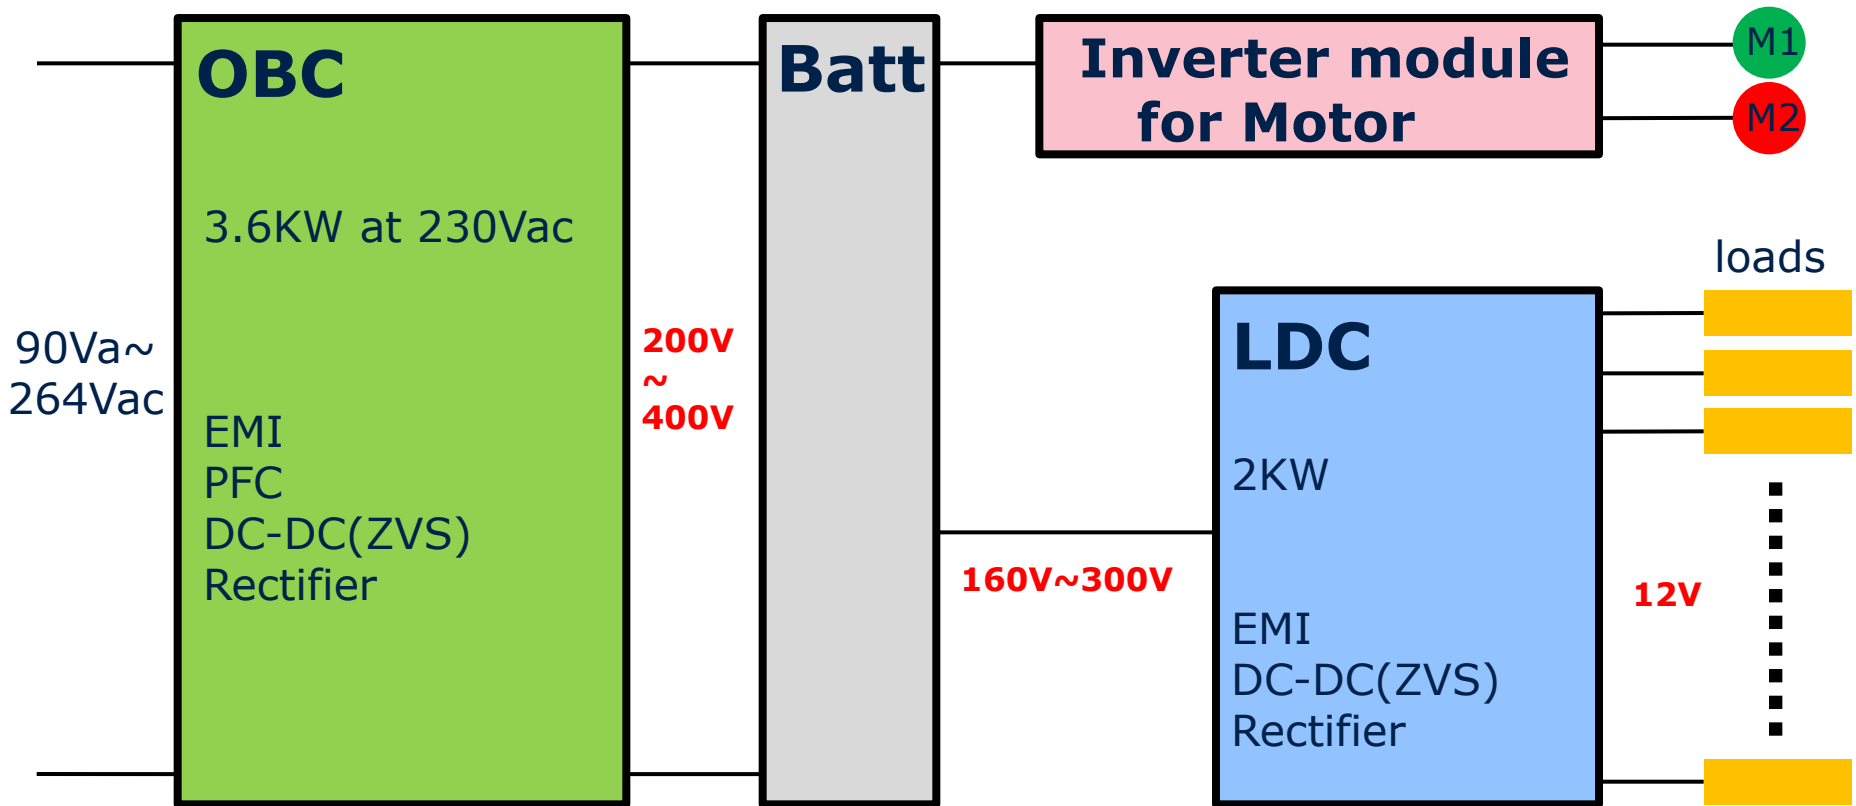 OBC
3.6KW at 230Vac
90Va~
264Vac
EMI
PFC
DC-DC(ZVS)
Rectifier
200V
~
400V
Batt
Inverter module
for Motor
M1
M2
160V~300V
LDC
2KW
EMI
DC-DC(ZVS)
Rectifier
12V
loads